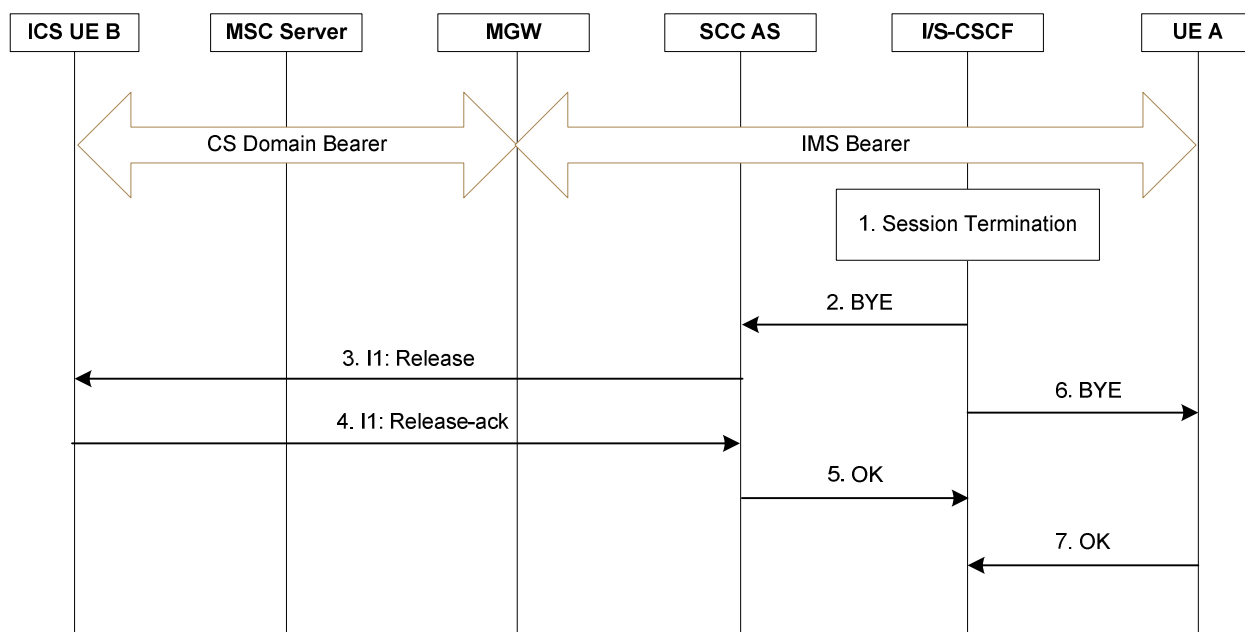 ICS UE B
MSC Server
MGW
SCC AS
I/S-CSCF
UE A
CS Domain Bearer
IMS Bearer
1. Session Termination
2. BYE
3. I1: Release
6. BYE
4. I1: Release-ack
5. OK
7. OK